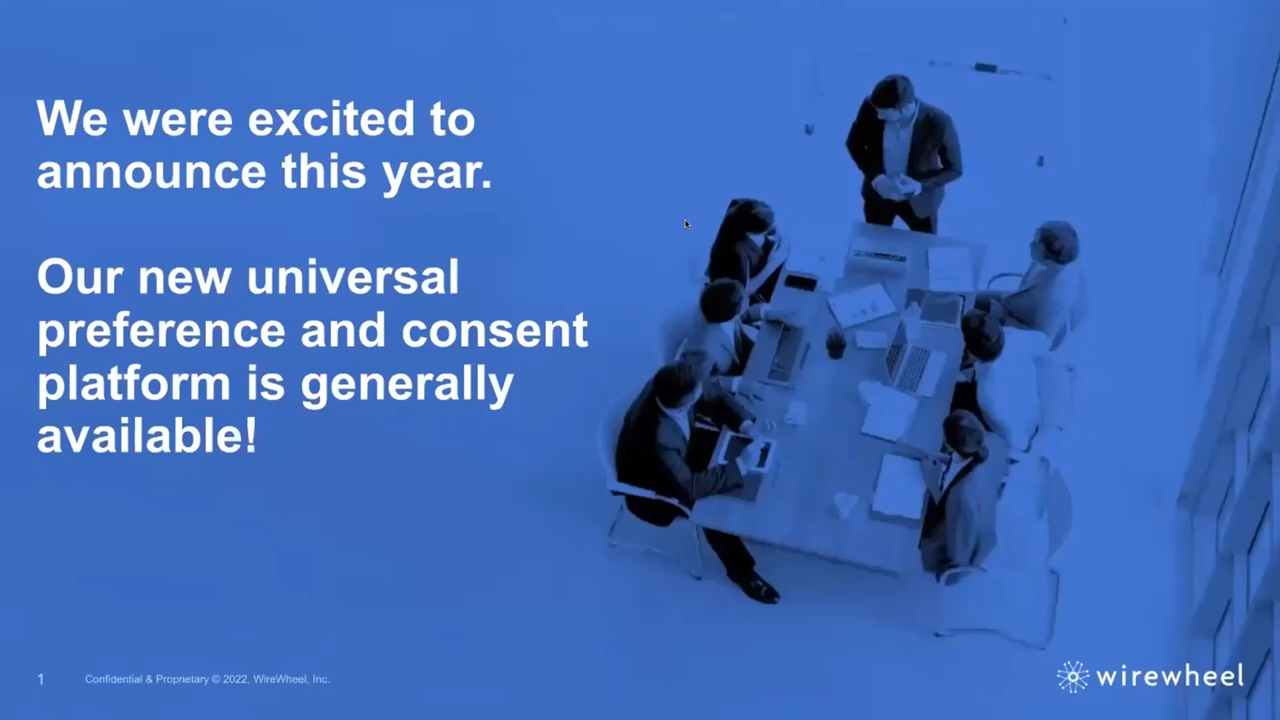 We were excited to
announce this year.
Our new universal
preference and consent
platform is generally
available!
1
Confidential & Proprietary © 2022, WireWheel, Inc.
wirewheel